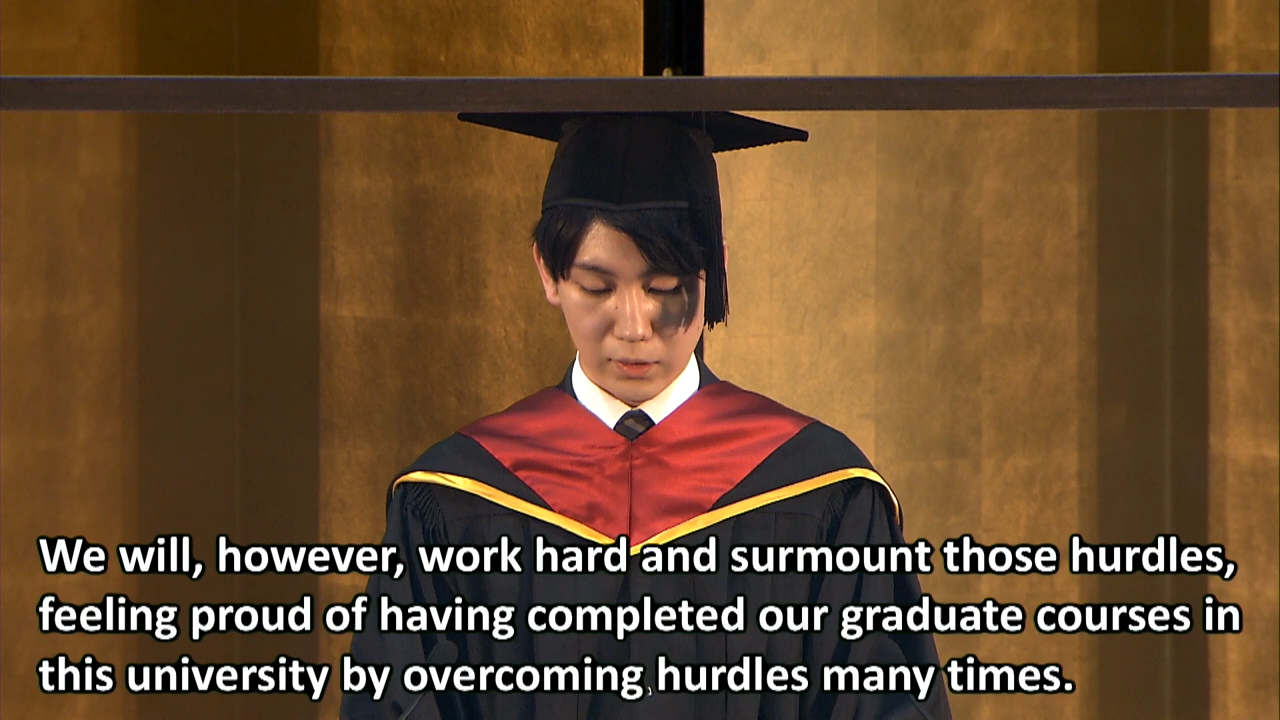 We will, however, work hard and surmount those hurdles,
feeling proud of having completed our graduate courses in
this university by overcoming hurdles many times.